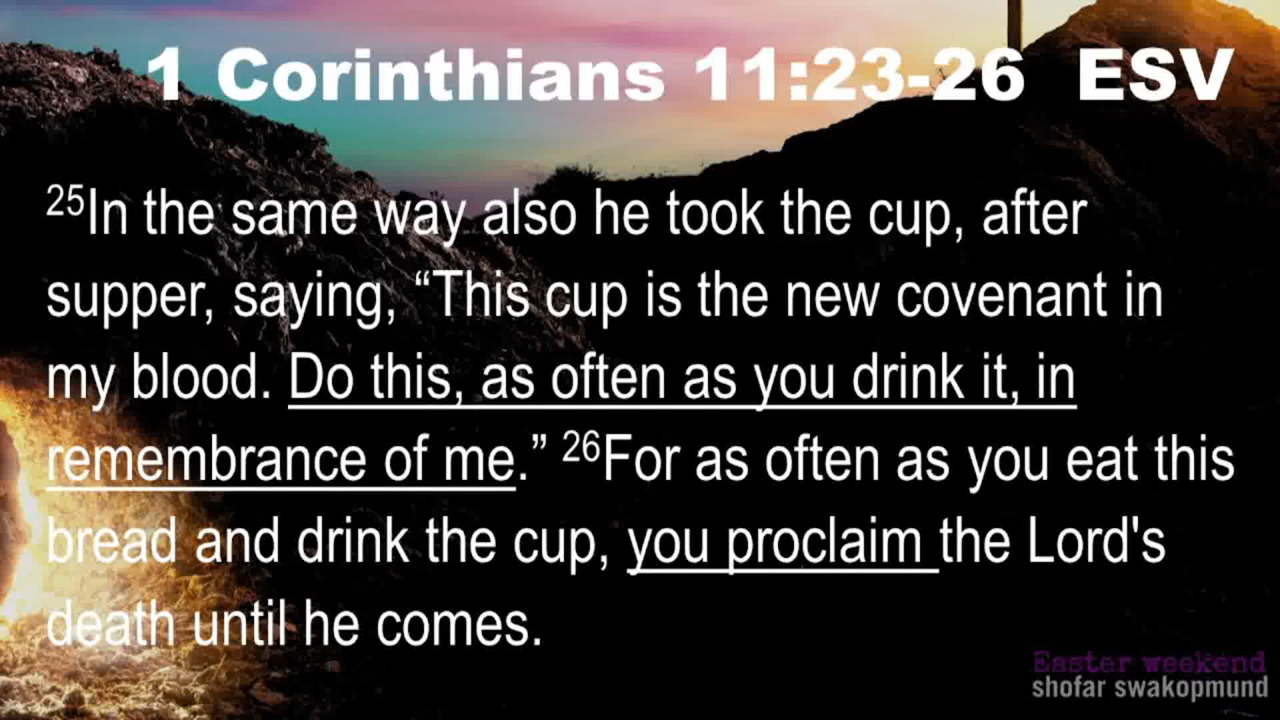 1 Corinthians 11:23-26 ESV
25In the same way also he took the cup, after
supper, saying, “This cup is the new covenant in
my blood. Do this, as often as you drink it, in
remembrance of me.” 26For as often as you eat this
bread and drink the cup, you proclaim the Lord's
death until he comes.
Easter weekend
shofar swakopmund